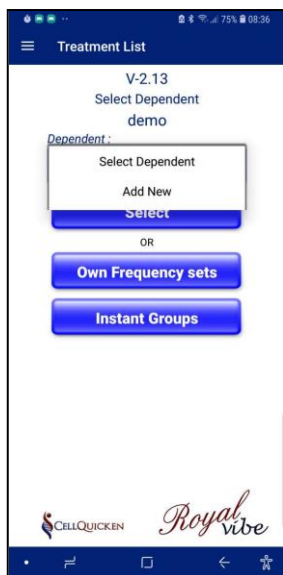 75% 08:36
Treatment List
V-2.13
Select Dependent
demo
Dependent :
Select Dependent
Add New
Select
OR
Own Frequency sets
Instant Groups
CELLQUICKEN
Royal
vibe